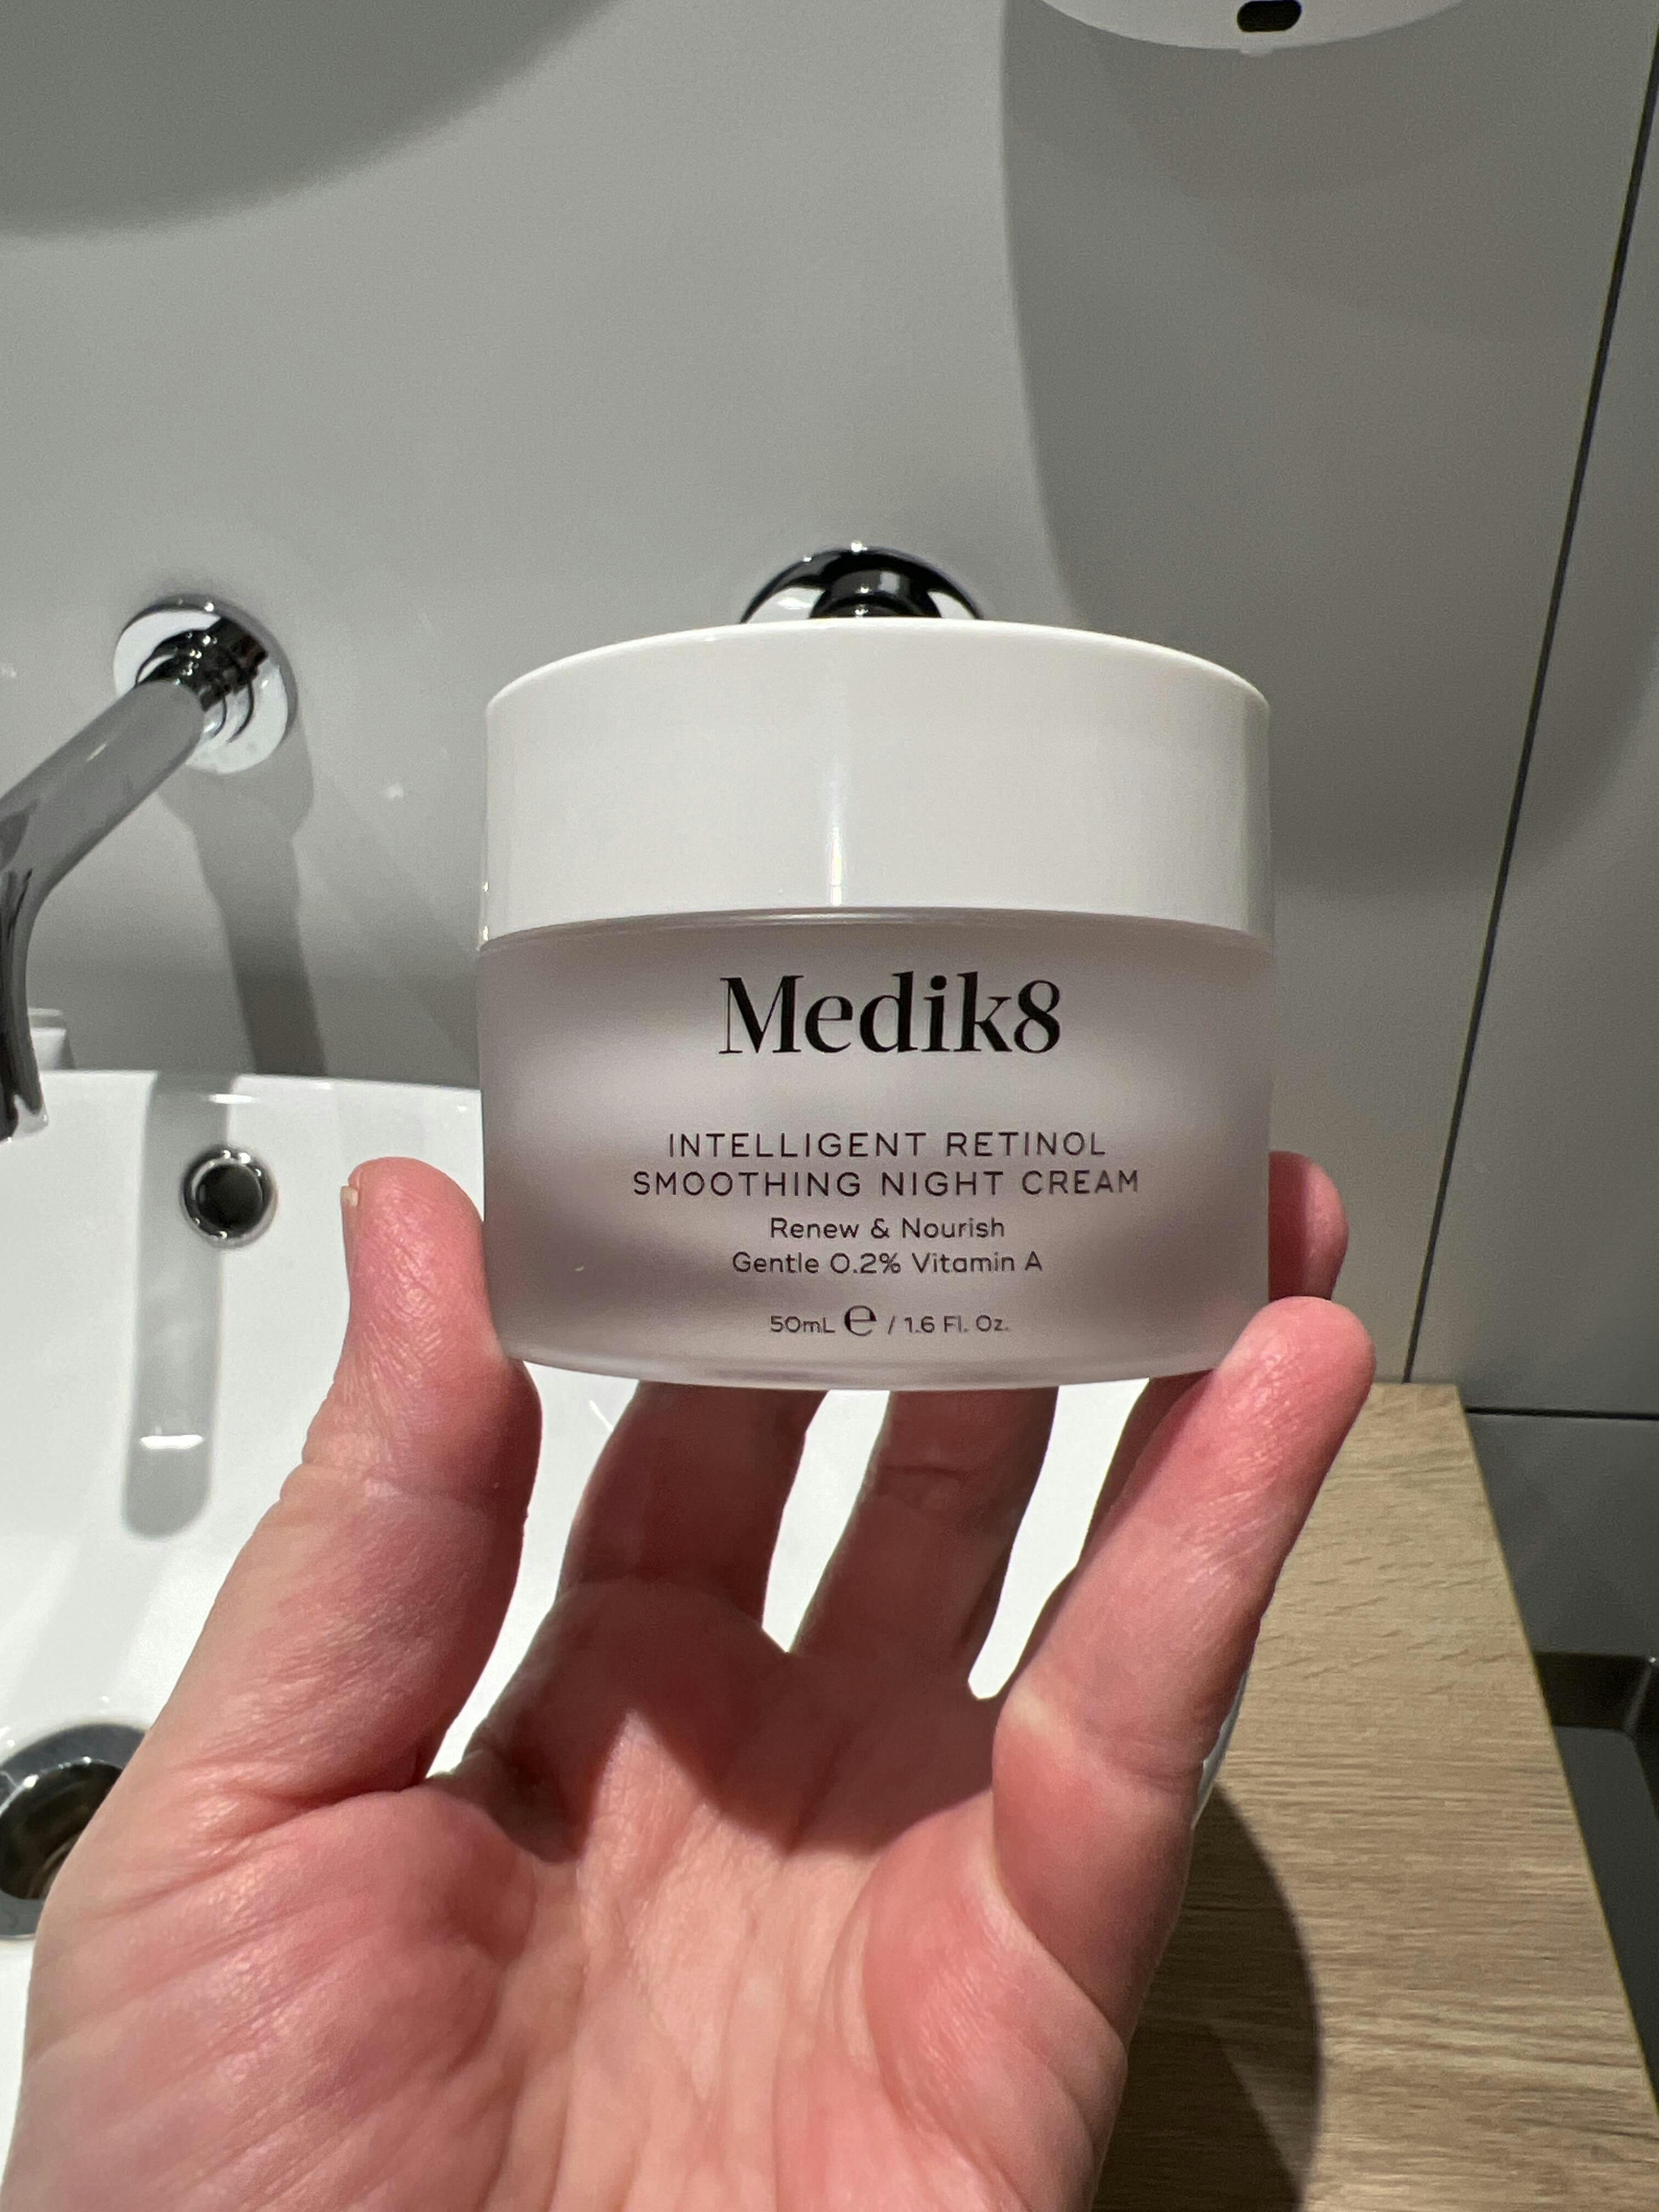 Medik8
INTELLIGENT RETINOL
SMOOTHING NIGHT CREAM
Renew & Nourish
Gentle 0.2% Vitamin A
50mL ℮ / 1.6 Fl. Oz.